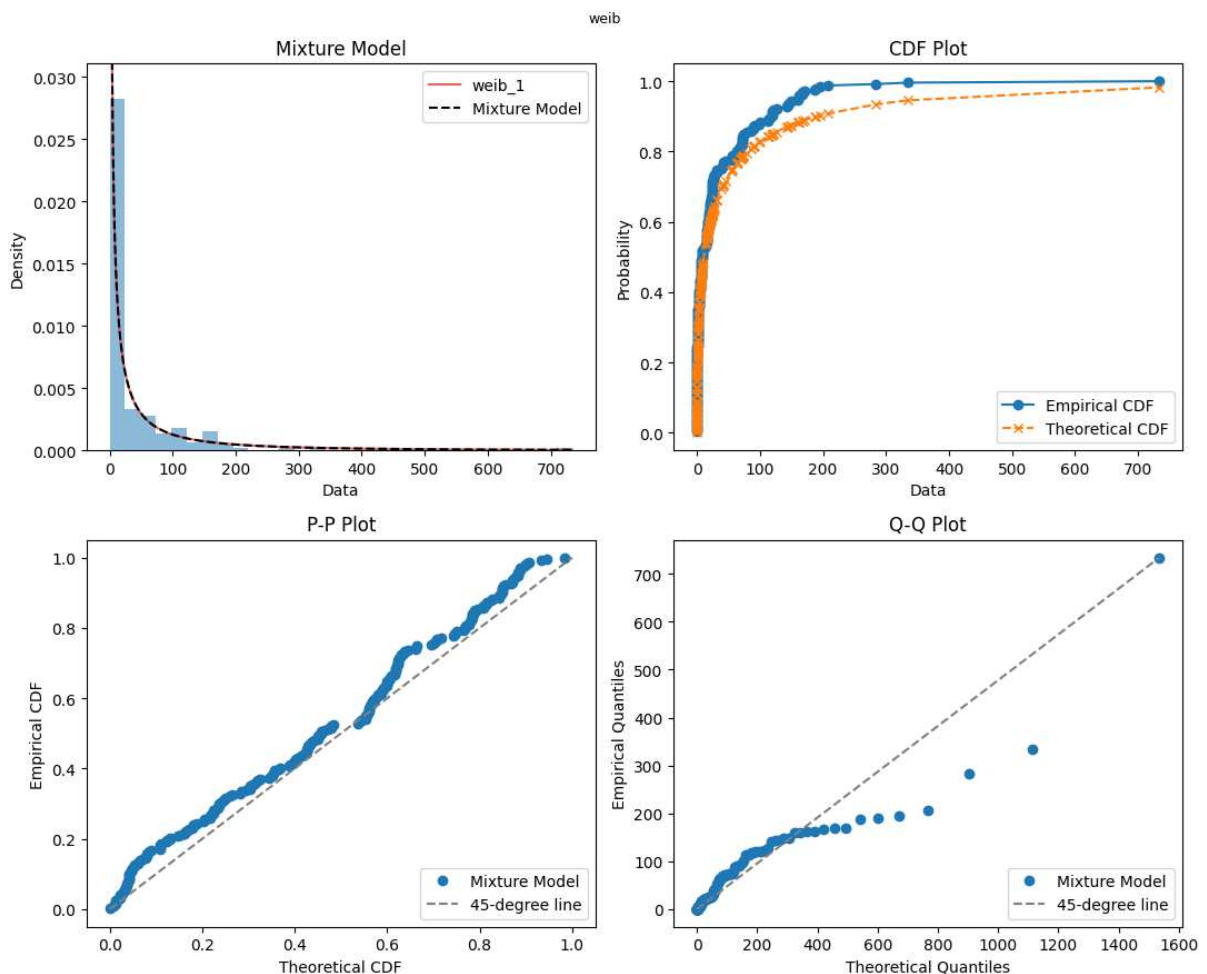 weib
Mixture Model
0.030
0.025
0.020
0.015
0.010
0.005
0.000
Density
0 100 200 300 400 500 600 700
Data
weib_1
Mixture Model
CDF Plot
1.0
0.8
0.6
0.4
0.2
0.0
Probability
0 100 200 300 400 500 600 700
Data
Empirical CDF
Theoretical CDF
P-P Plot
1.0
0.8
0.6
0.4
0.2
0.0
Empirical CDF
0.0 0.2 0.4 0.6 0.8 1.0
Theoretical CDF
Mixture Model
45-degree line
Q-Q Plot
700
600
500
400
300
200
100
0
Empirical Quantiles
0 200 400 600 800 1000 1200 1400 1600
Theoretical Quantiles
Mixture Model
45-degree line